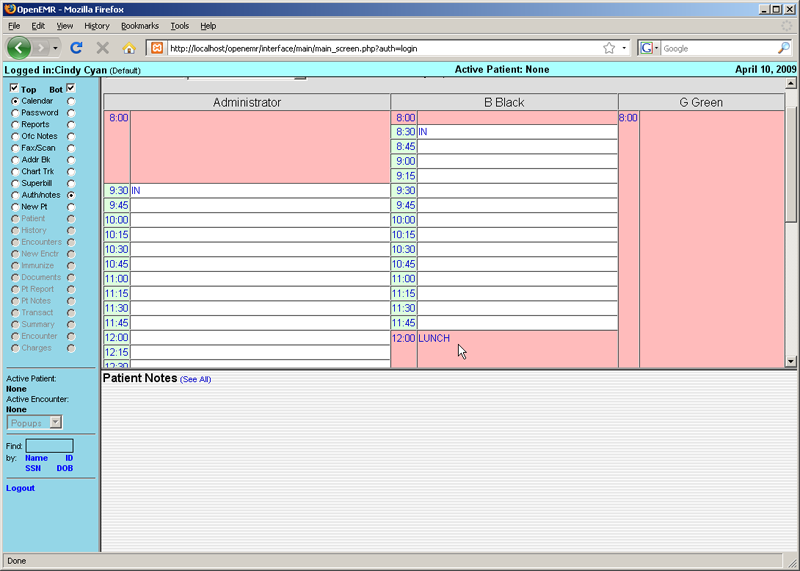 OpenEMR - Mozilla Firefox
File Edit View History Bookmarks Tools Help
http://localhost/openemr/interface/main/main_screen.php?auth=login
Google
Logged in:Cindy Cyan (Default)
Active Patient: None
April 10, 2009
Top Bot
Calendar
Password
Reports
Ofc Notes
Fax/Scan
Addr Bk
Chart Trk
Superbill
Auth/notes
New Pt
Patient
History
Encounters
New Enctr
Immunize
Documents
Pt Report
Pt Notes
Transact
Summary
Encounter
Charges
Active Patient:
None
Active Encounter:
None
Popups
Find:
by: Name ID
SSN DOB
Logout
Administrator
8:00
9:30 IN
9:45
10:00
10:15
10:30
10:45
11:00
11:15
11:30
11:45
12:00
12:15
12:30
B Black
8:00
8:30 IN
8:45
9:00
9:15
9:30
9:45
10:00
10:15
10:30
10:45
11:00
11:15
11:30
11:45
12:00 LUNCH
G Green
8:00
Patient Notes (See All)
Done